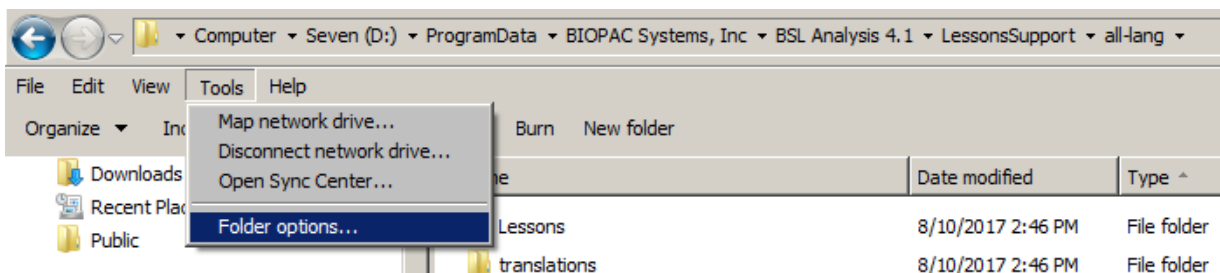 Computer Seven (D:) ProgramData BIOPAC Systems, Inc BSL Analysis 4.1 LessonsSupport all-lang
File Edit View Tools Help
Organize Burn New folder
Map network drive...
Disconnect network drive...
Open Sync Center...
Folder options...
Downloads
Recent
Public
Date modified Type
Lessons 8/10/2017 2:46 PM File folder
translations 8/10/2017 2:46 PM File folder